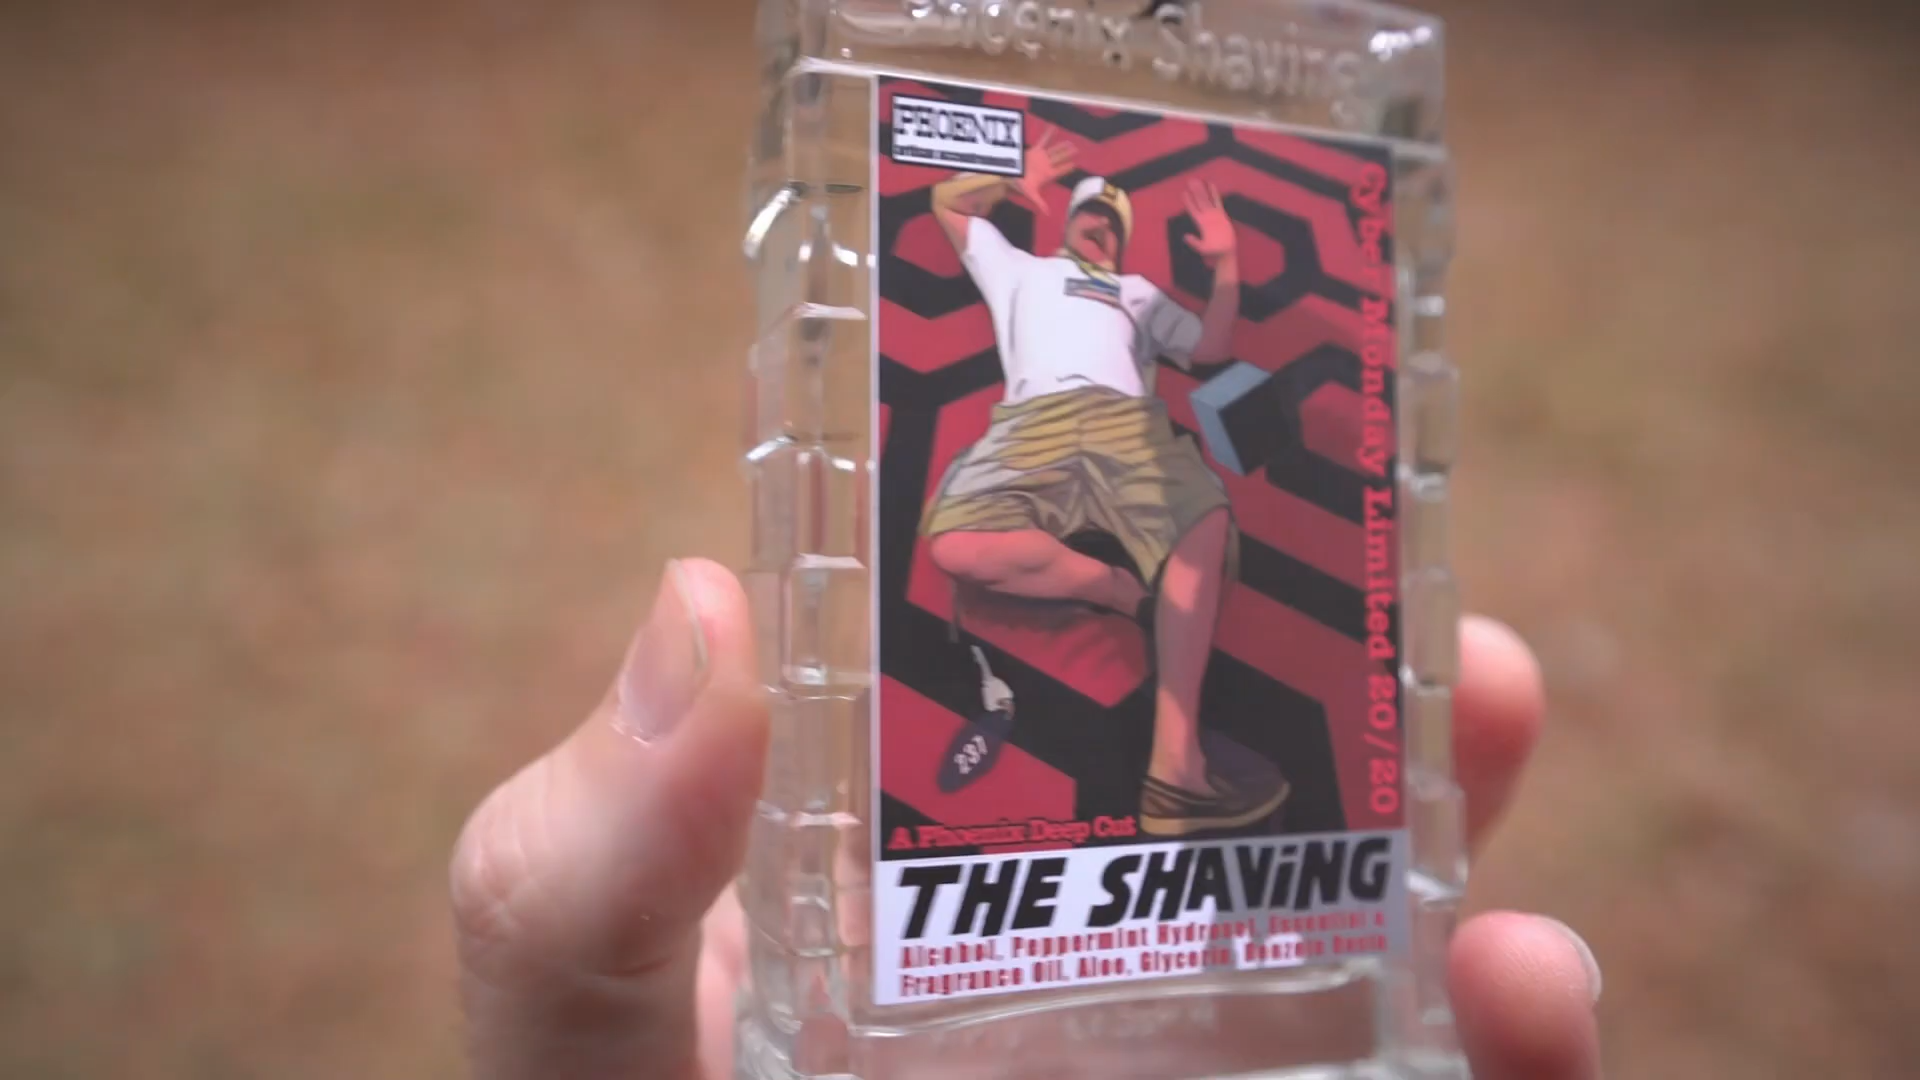 Phoenix Shaving
PHOENIX
Cyber Monday Limited 20/20
237
A Phoenix Deep Cut
THE SHAViNG
Alcohol, Peppermint Hydrosol, Essential &
Fragrance Oil, Aloe, Glycerin, Benzoin Resin